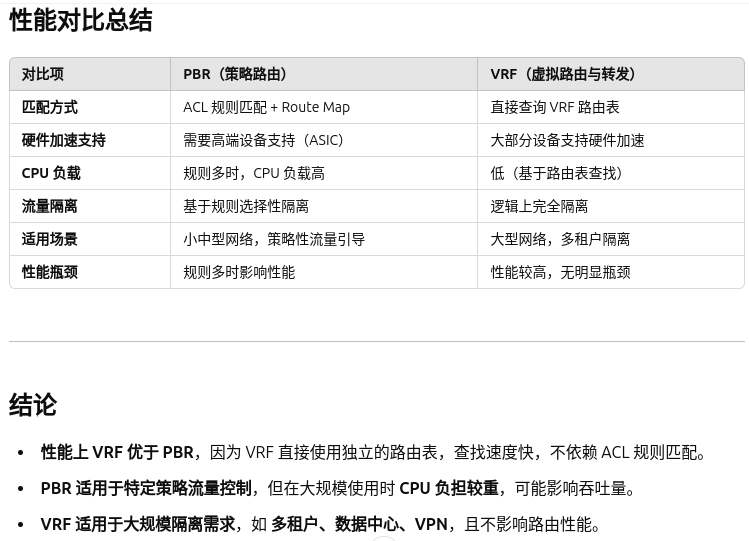 性能对比总结
对比项 PBR（策略路由） VRF（虚拟路由与转发）
匹配方式 ACL 规则匹配 + Route Map 直接查询 VRF 路由表
硬件加速支持 需要高端设备支持（ASIC） 大部分设备支持硬件加速
CPU 负载 规则多时，CPU 负载高 低（基于路由表查找）
流量隔离 基于规则选择性隔离 逻辑上完全隔离
适用场景 小中型网络，策略性流量引导 大型网络，多租户隔离
性能瓶颈 规则多时影响性能 性能较高，无明显瓶颈
结论
• 性能上 VRF 优于 PBR，因为 VRF 直接使用独立的路由表，查找速度快，不依赖 ACL 规则匹配。
• PBR 适用于特定策略流量控制，但在大规模使用时 CPU 负担较重，可能影响吞吐量。
• VRF 适用于大规模隔离需求，如 多租户、数据中心、VPN，且不影响路由性能。